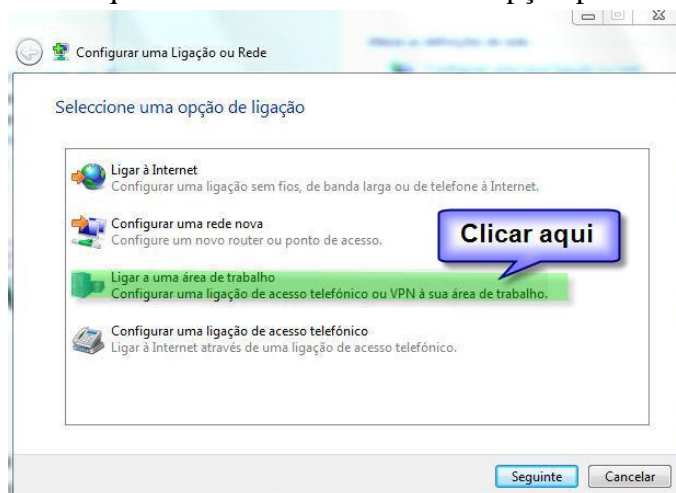 Configurar uma Ligação ou Rede
Seleccione uma opção de ligação
Ligar à Internet
Configurar uma ligação sem fios, de banda larga ou de telefone à Internet.
Configurar uma rede nova
Configure um novo router ou ponto de acesso.
Clicar aqui
Ligar a uma área de trabalho
Configurar uma ligação de acesso telefónico ou VPN à sua área de trabalho.
Configurar uma ligação de acesso telefónico
Ligar à Internet através de uma ligação de acesso telefónico.
Seguinte
Cancelar